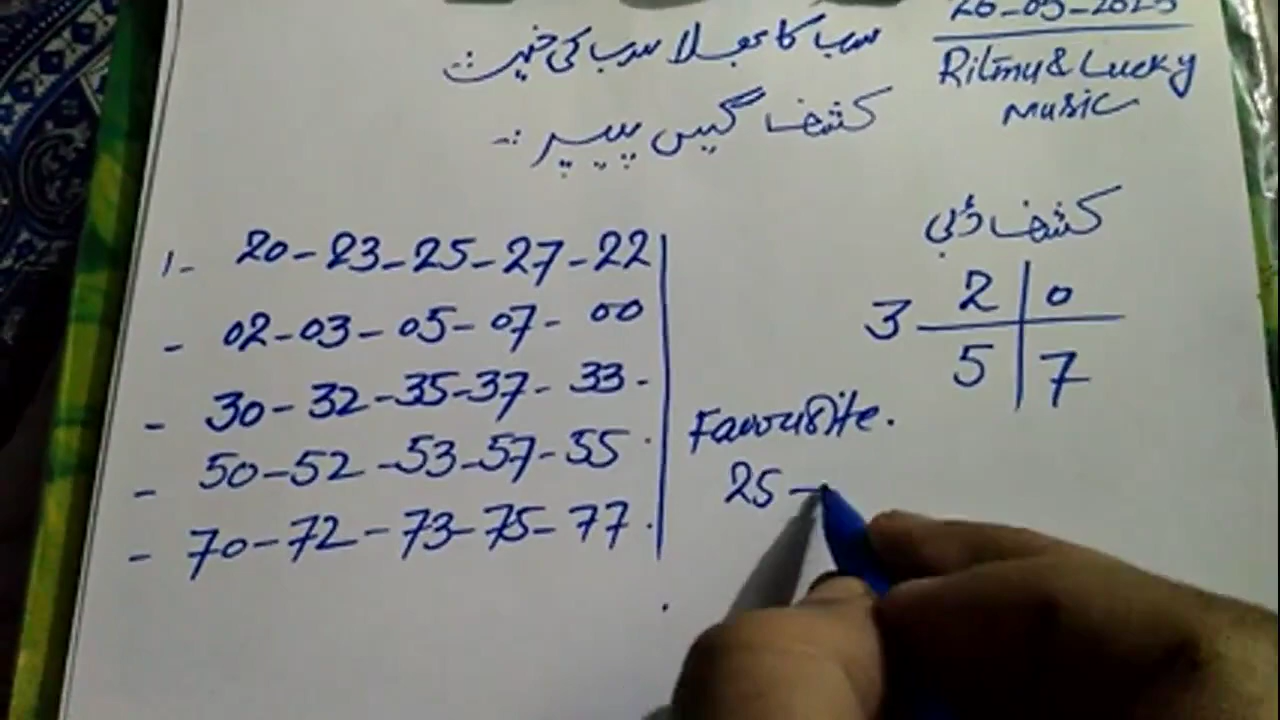 سب کا بھلا سب کی خیر :-
کشف گیس پیپر :-
Ritmu & Lucky
Music
1- 20-23-25-27-22
- 02-03-05-07-00
- 30-32-35-37-33-
- 50-52-53-57-55
- 70-72-73-75-77
کشف ڈبی
2 0
3
5 7
Favourite.
25-